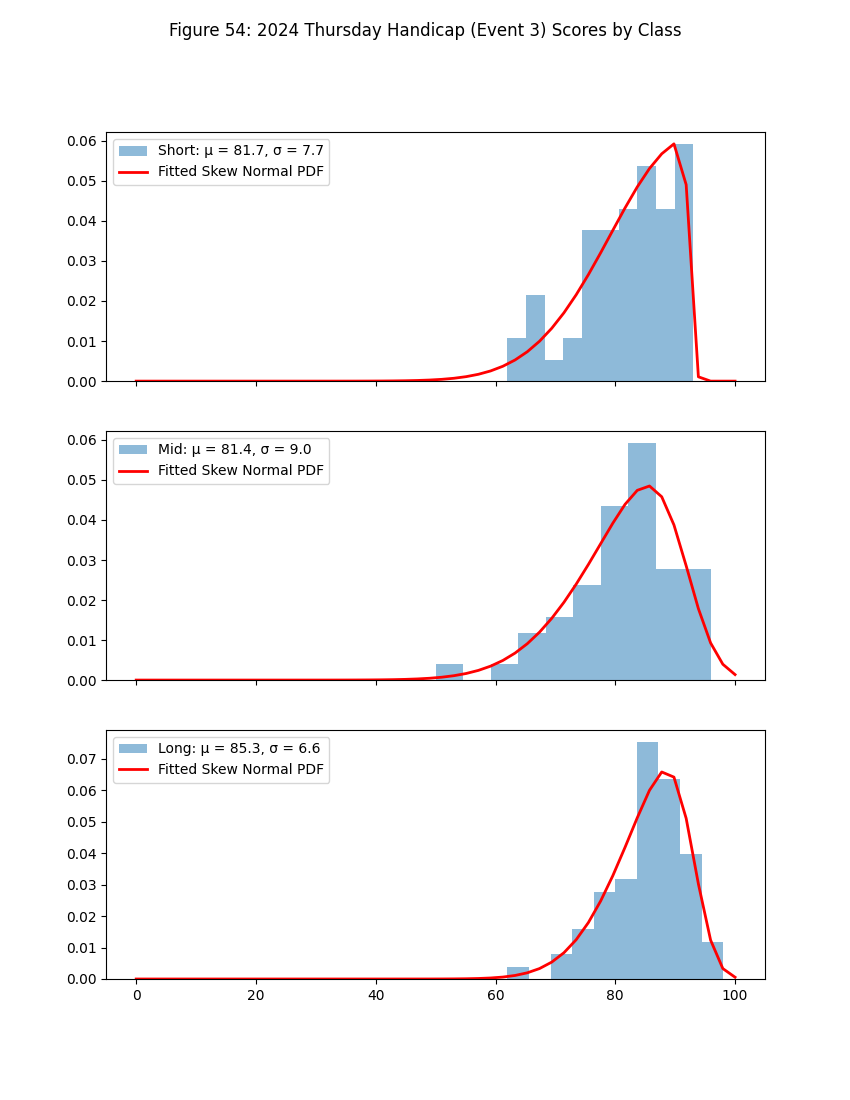 Figure 54: 2024 Thursday Handicap (Event 3) Scores by Class
Short: μ = 81.7, σ = 7.7
Fitted Skew Normal PDF
0.06
0.05
0.04
0.03
0.02
0.01
0.00
Mid: μ = 81.4, σ = 9.0
Fitted Skew Normal PDF
0.06
0.05
0.04
0.03
0.02
0.01
0.00
Long: μ = 85.3, σ = 6.6
Fitted Skew Normal PDF
0.07
0.06
0.05
0.04
0.03
0.02
0.01
0.00
0 20 40 60 80 100